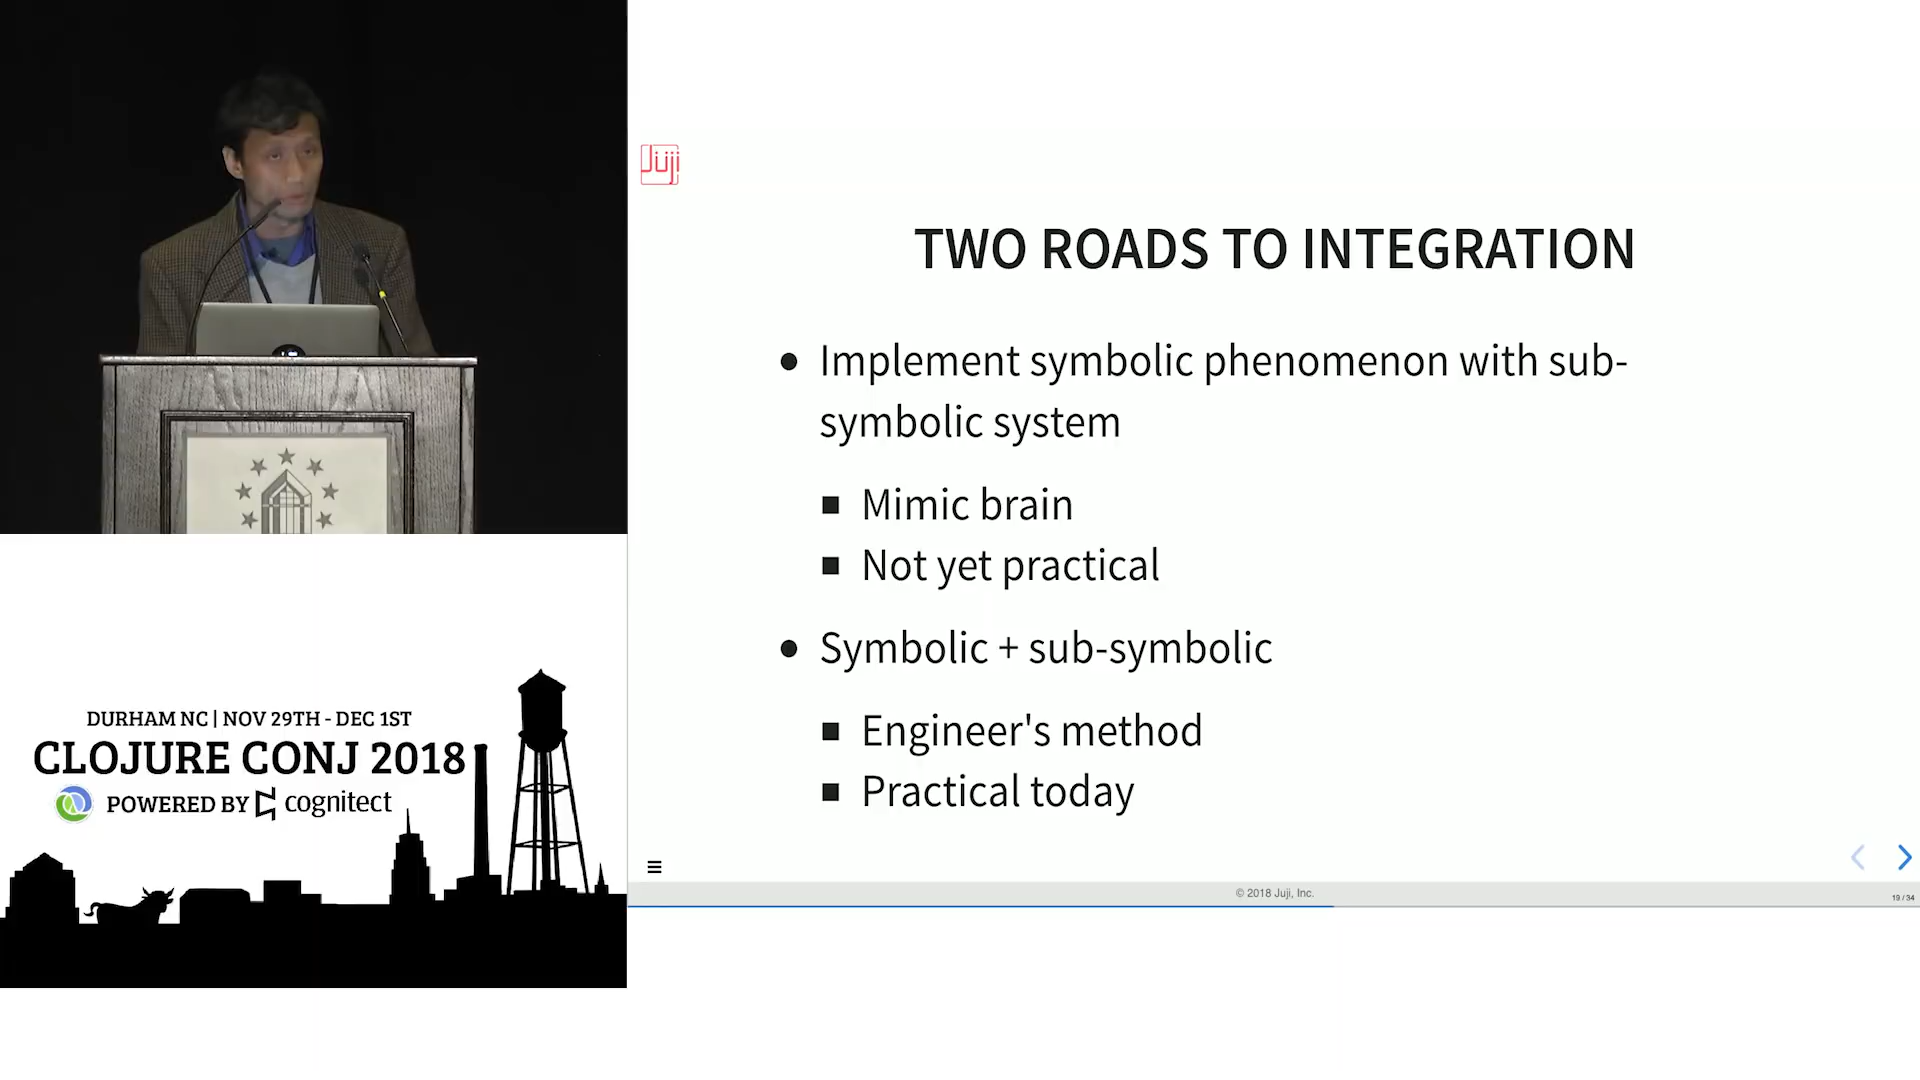 Juji
TWO ROADS TO INTEGRATION
● Implement symbolic phenomenon with sub-
symbolic system
■ Mimic brain
■ Not yet practical
● Symbolic + sub-symbolic
■ Engineer's method
■ Practical today
© 2018 Juji, Inc.
19 / 34
DURHAM NC | NOV 29TH - DEC 1ST
CLOJURE CONJ 2018
POWERED BY cognitect